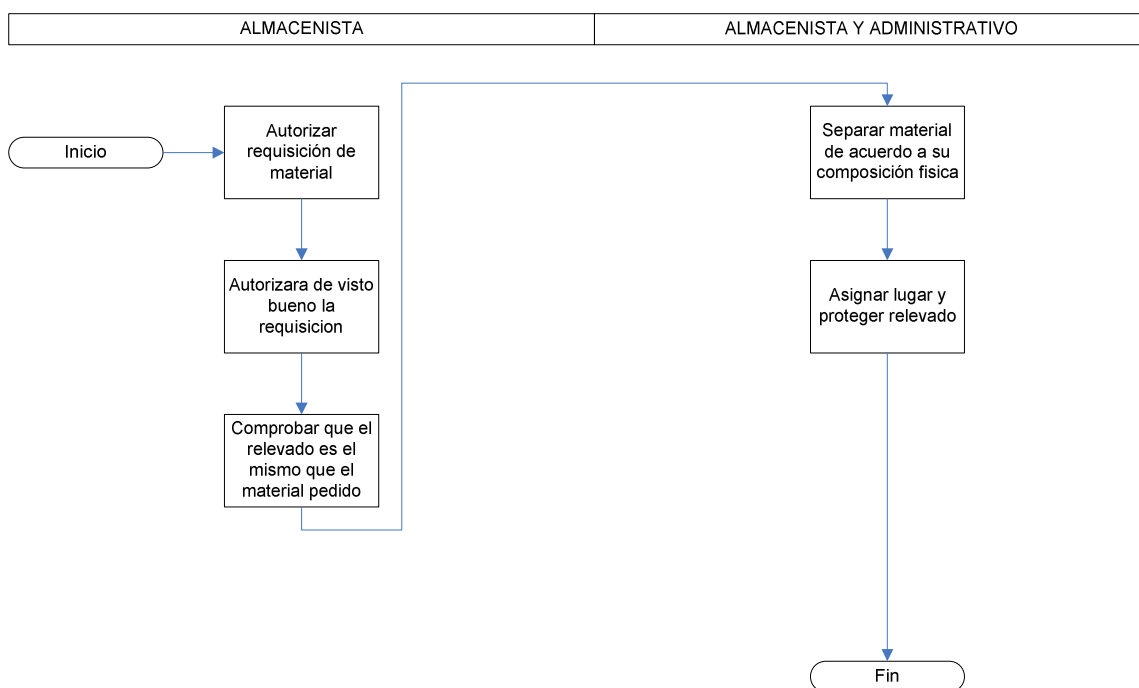 ALMACENISTA
ALMACENISTA Y ADMINISTRATIVO
Inicio
Autorizar
requisición de
material
Autorizara de visto
bueno la
requisicion
Comprobar que el
relevado es el
mismo que el
material pedido
Separar material
de acuerdo a su
composición fisica
Asignar lugar y
proteger relevado
Fin